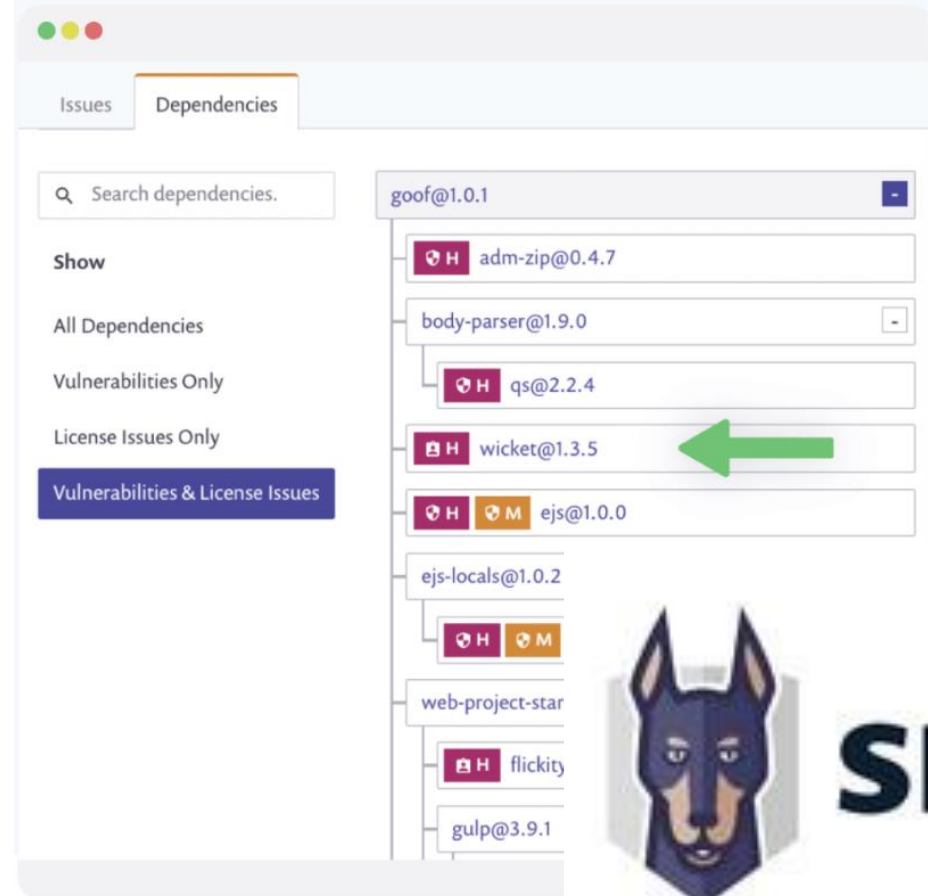 Issues
Dependencies
Search dependencies.
Show
All Dependencies
Vulnerabilities Only
License Issues Only
Vulnerabilities & License Issues
goof@1.0.1
-
H adm-zip@0.4.7
body-parser@1.9.0
-
H qs@2.2.4
H wicket@1.3.5
H M ejs@1.0.0
ejs-locals@1.0.2
H M
web-project-star
H flickity
gulp@3.9.1